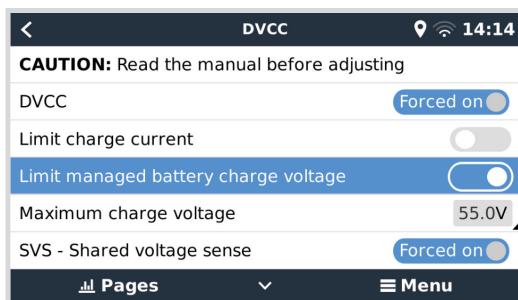 DVCC 14:14
CAUTION: Read the manual before adjusting
DVCC Forced on
Limit charge current
Limit managed battery charge voltage
Maximum charge voltage 55.0V
SVS - Shared voltage sense Forced on
Pages Menu